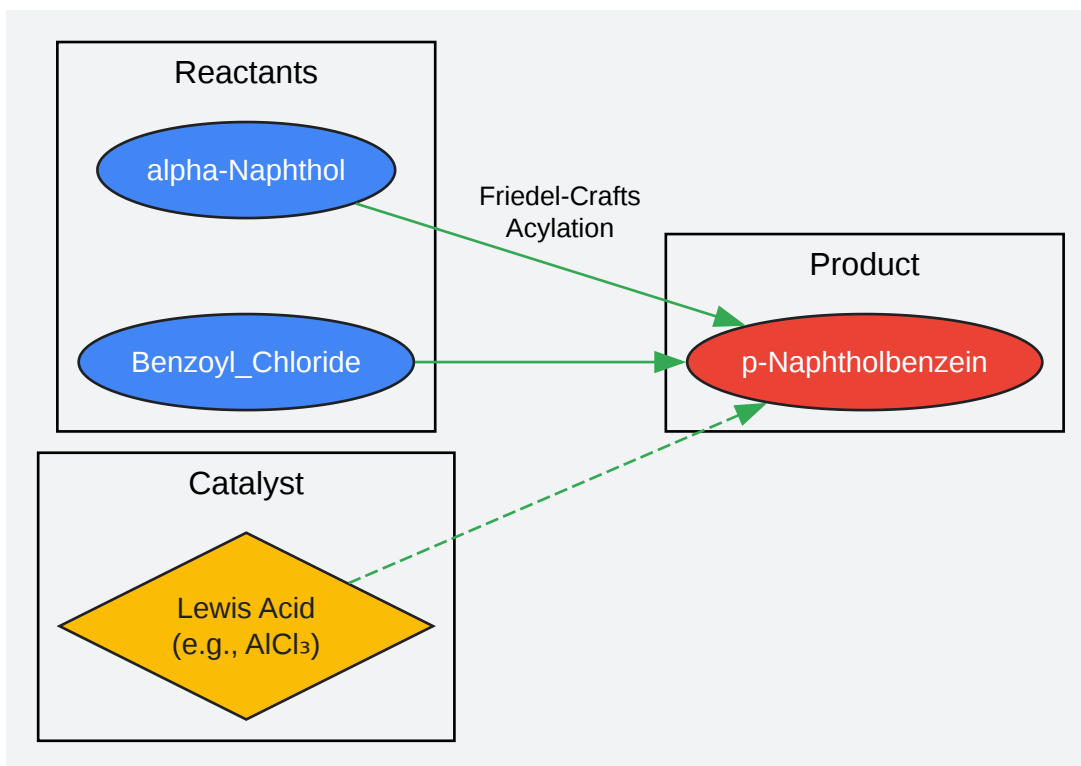 Reactants
alpha-Naphthol
Friedel-Crafts
Acylation
Product
Benzoyl_Chloride
p-Naphtholbenzein
Catalyst
Lewis Acid
(e.g., AlCl₃)